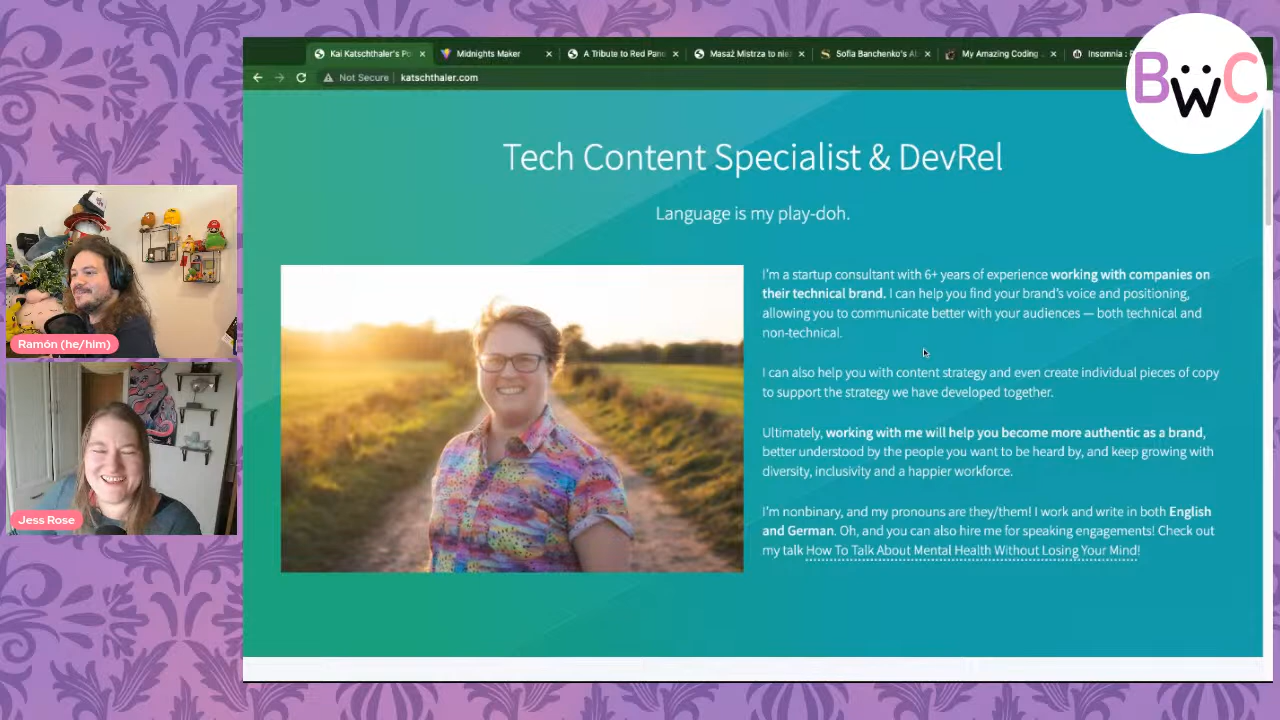 Kai Katschthaler's Po
Midnights Maker
A Tribute to Red Pand
Masaż Mistrza to nie
Sofia Banchenko's A
My Amazing Coding
Insomnia :
Not Secure
katschthaler.com
BWC
Tech Content Specialist & DevRel
Language is my play-doh.
I'm a startup consultant with 6+ years of experience working with companies on
their technical brand. I can help you find your brand's voice and positioning,
allowing you to communicate better with your audiences — both technical and
non-technical.
I can also help you with content strategy and even create individual pieces of copy
to support the strategy we have developed together.
Ultimately, working with me will help you become more authentic as a brand,
better understood by the people you want to be heard by, and keep growing with
diversity, inclusivity and a happier workforce.
I'm nonbinary, and my pronouns are they/them! I work and write in both English
and German. Oh, and you can also hire me for speaking engagements! Check out
my talk How To Talk About Mental Health Without Losing Your Mind!
Ramón (he/him)
Jess Rose